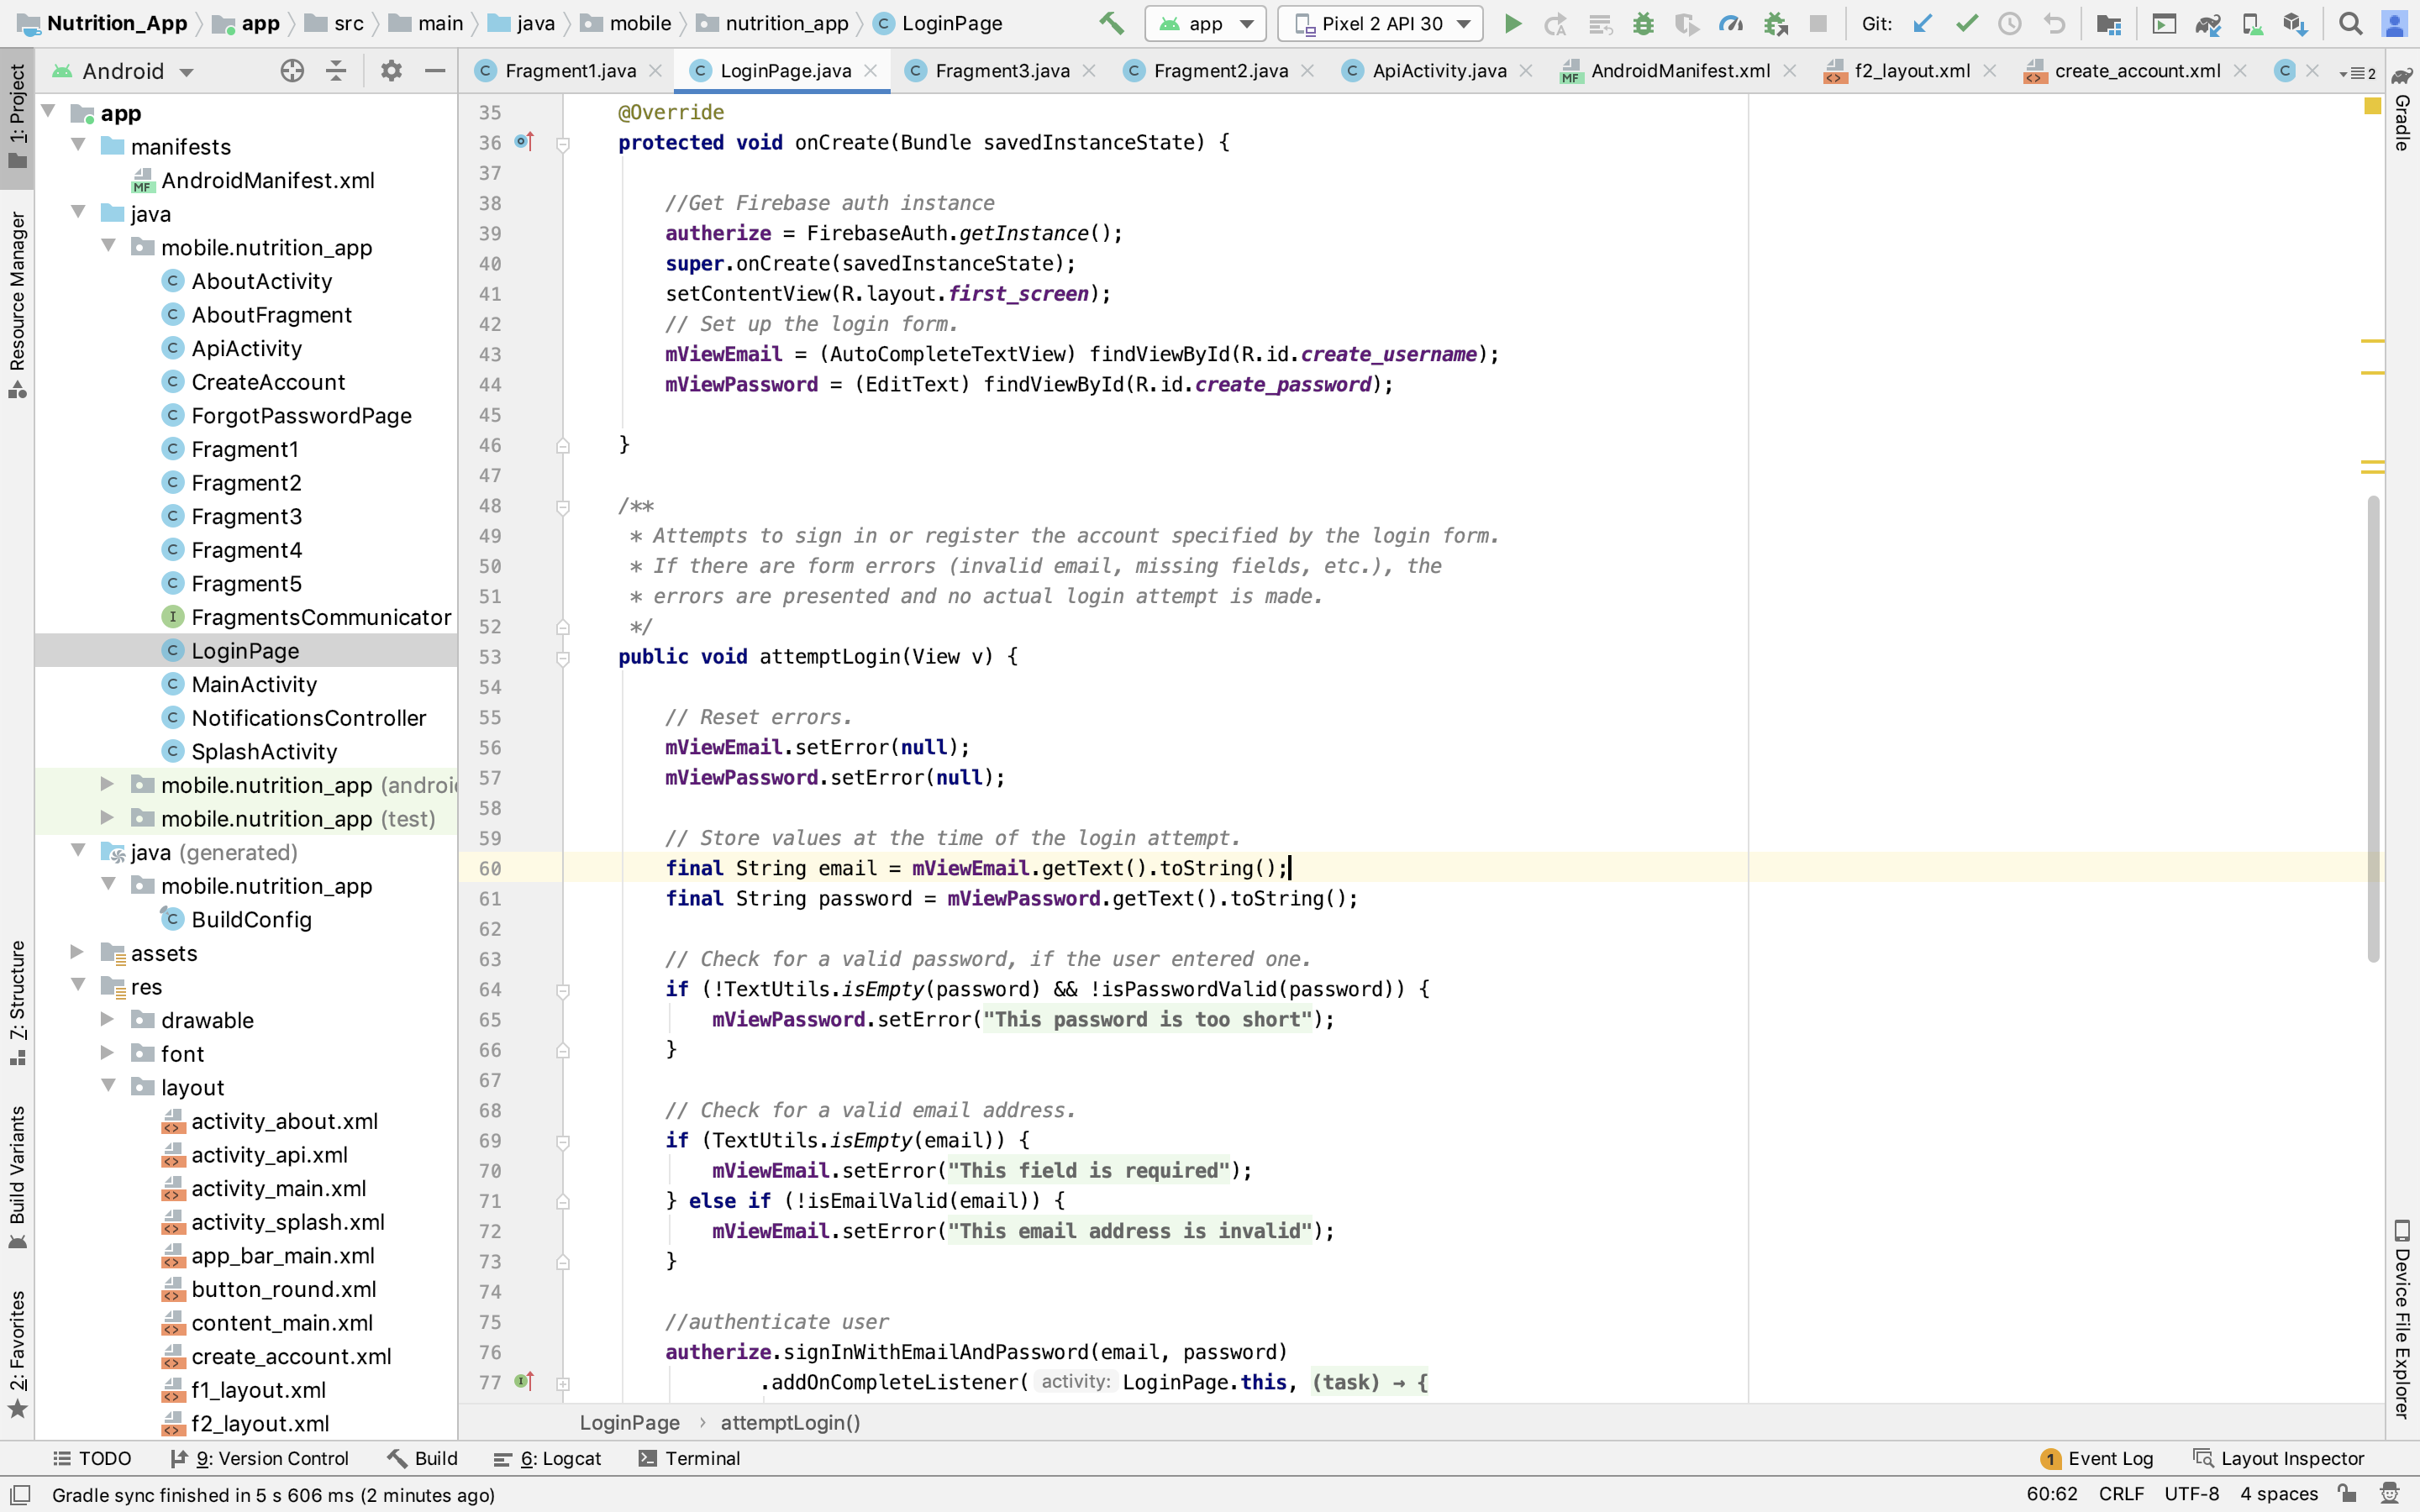 Nutrition_App app src main java mobile nutrition_app LoginPage app Pixel 2 API 30 Git:
Android
Fragment1.java LoginPage.java Fragment3.java Fragment2.java ApiActivity.java AndroidManifest.xml f2_layout.xml create_account.xml 2
1: Project
Resource Manager
7: Structure
Build Variants
2: Favorites
app
manifests
AndroidManifest.xml
java
mobile.nutrition_app
AboutActivity
AboutFragment
ApiActivity
CreateAccount
ForgotPasswordPage
Fragment1
Fragment2
Fragment3
Fragment4
Fragment5
FragmentsCommunicator
LoginPage
MainActivity
NotificationsController
SplashActivity
mobile.nutrition_app
mobile.nutrition_app (test)
java (generated)
mobile.nutrition_app
BuildConfig
assets
res
drawable
font
layout
activity_about.xml
activity_api.xml
activity_main.xml
activity_splash.xml
app_bar_main.xml
button_round.xml
content_main.xml
create_account.xml
f1_layout.xml
f2_layout.xml
35 @Override
36 protected void onCreate(Bundle savedInstanceState) {
37
38 //Get Firebase auth instance
39 autherize = FirebaseAuth.getInstance();
40 super.onCreate(savedInstanceState);
41 setContentView(R.layout.first_screen);
42 // Set up the login form.
43 mViewEmail = (AutoCompleteTextView) findViewById(R.id.create_username);
44 mViewPassword = (EditText) findViewById(R.id.create_password);
45
46 }
47
48 /**
49 * Attempts to sign in or register the account specified by the login form.
50 * If there are form errors (invalid email, missing fields, etc.), the
51 * errors are presented and no actual login attempt is made.
52 */
53 public void attemptLogin(View v) {
54
55 // Reset errors.
56 mViewEmail.setError(null);
57 mViewPassword.setError(null);
58
59 // Store values at the time of the login attempt.
60 final String email = mViewEmail.getText().toString();
61 final String password = mViewPassword.getText().toString();
62
63 // Check for a valid password, if the user entered one.
64 if (!TextUtils.isEmpty(password) && !isPasswordValid(password)) {
65 mViewPassword.setError("This password is too short");
66 }
67
68 // Check for a valid email address.
69 if (TextUtils.isEmpty(email)) {
70 mViewEmail.setError("This field is required");
71 } else if (!isEmailValid(email)) {
72 mViewEmail.setError("This email address is invalid");
73 }
74
75 //authenticate user
76 autherize.signInWithEmailAndPassword(email, password)
77 .addOnCompleteListener( activity: LoginPage.this, (task) → {
LoginPage › attemptLogin()
Gradle
Device File Explorer
TODO 9: Version Control Build 6: Logcat Terminal 1 Event Log Layout Inspector
Gradle sync finished in 5 s 606 ms (2 minutes ago) 60:62 CRLF UTF-8 4 spaces